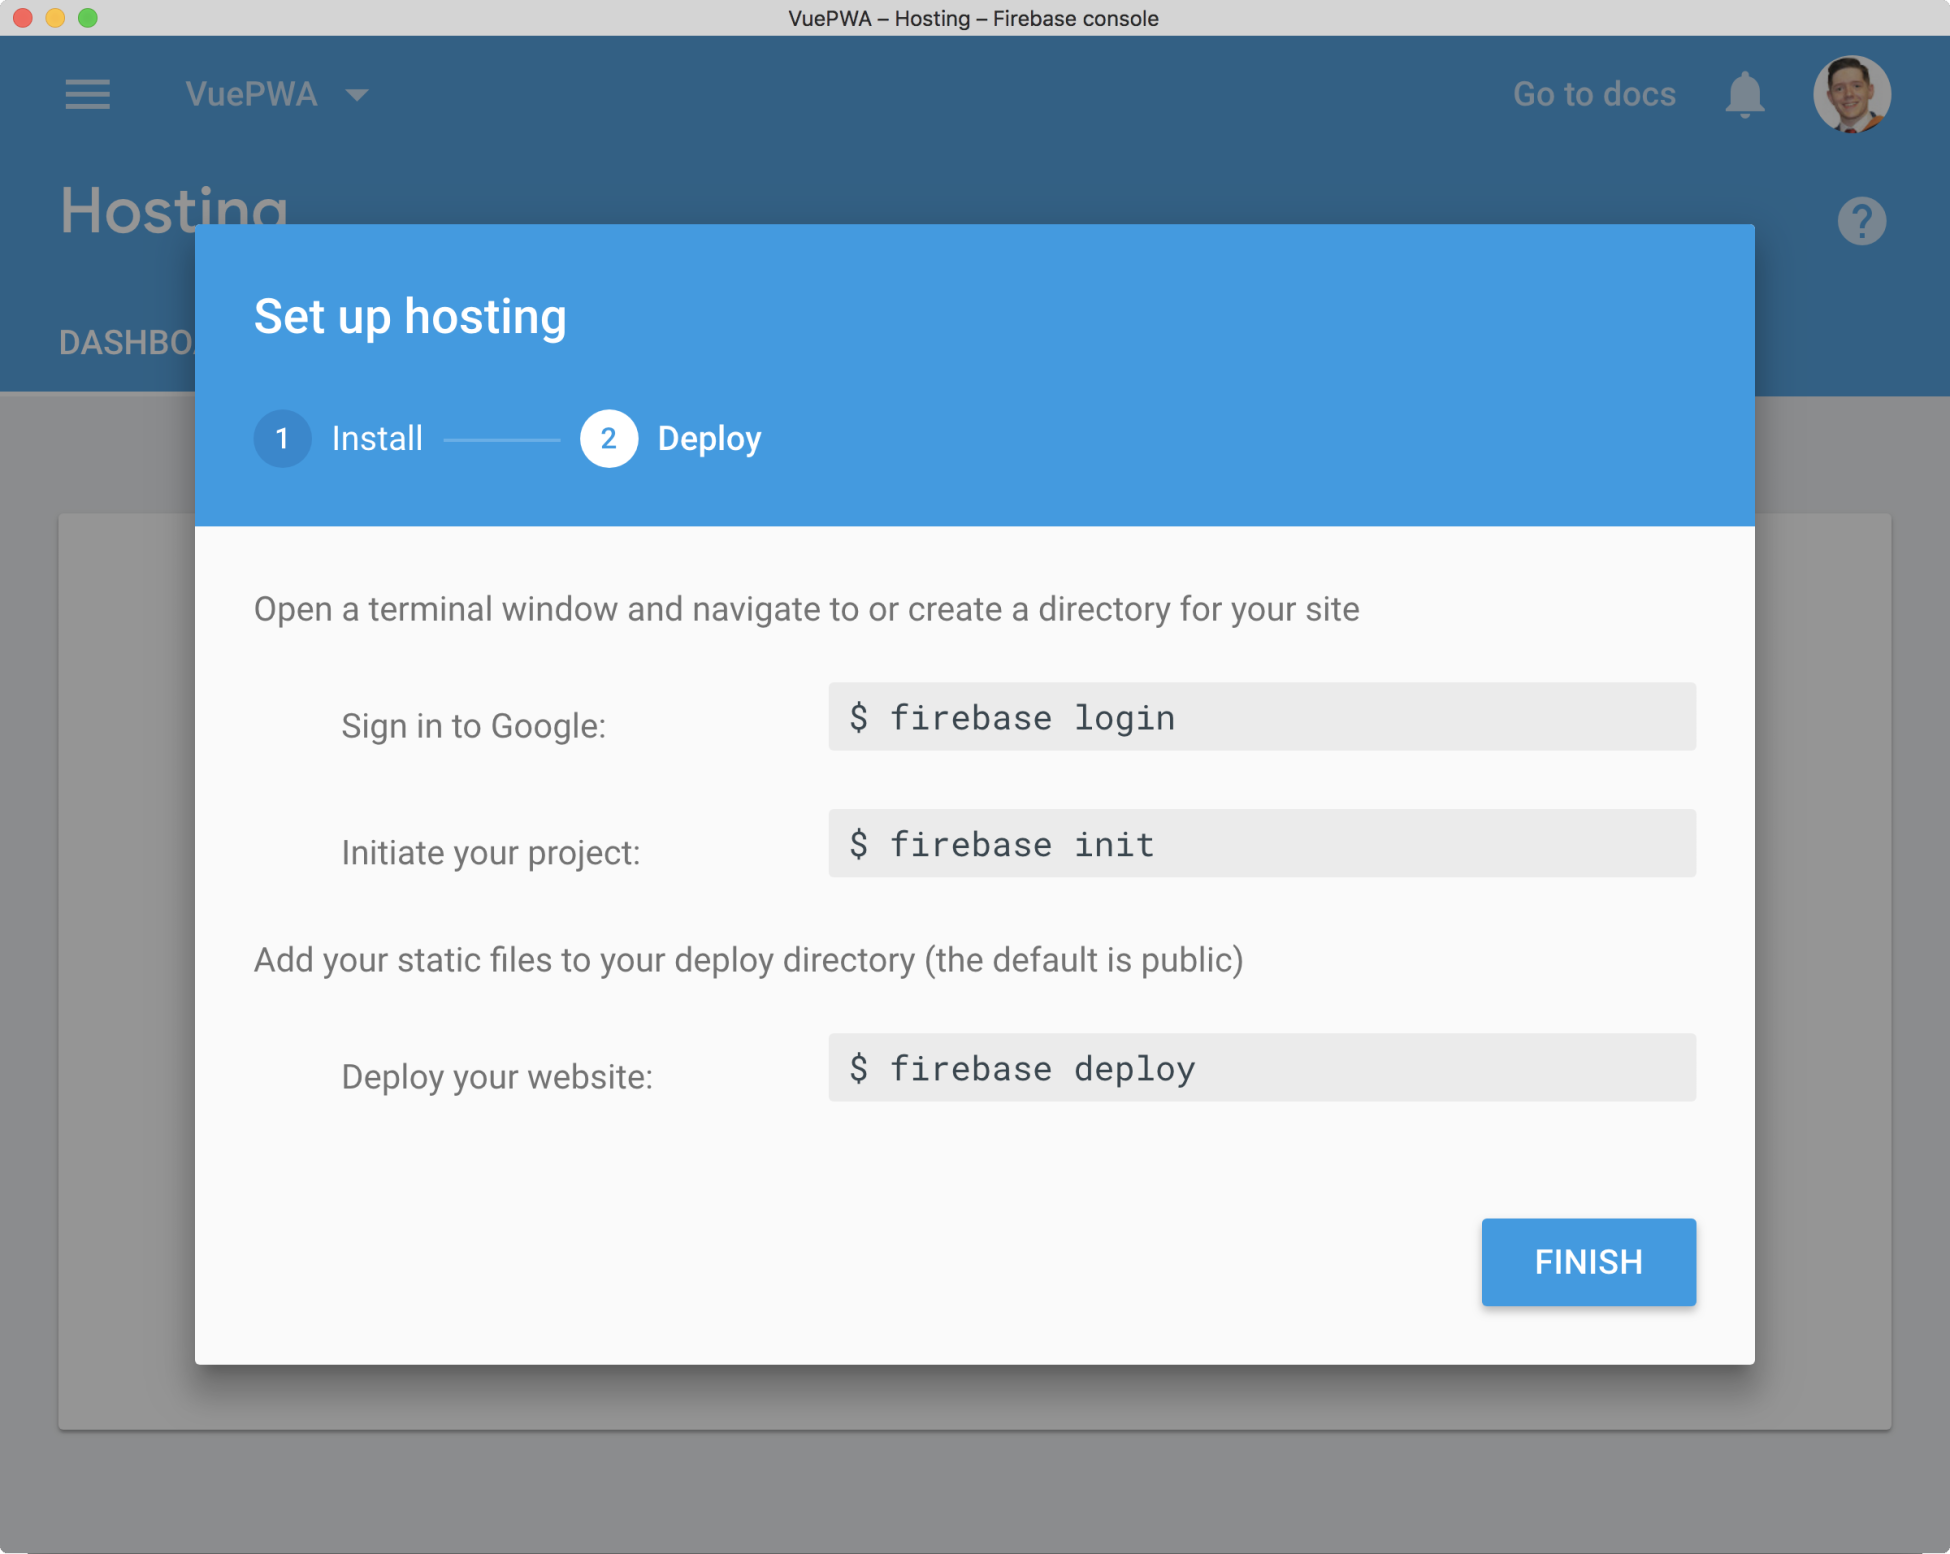 VuePWA – Hosting – Firebase console
VuePWA
Go to docs
Hosting
?
DASHBO
Set up hosting
1 Install 2 Deploy
Open a terminal window and navigate to or create a directory for your site
Sign in to Google: $ firebase login
Initiate your project: $ firebase init
Add your static files to your deploy directory (the default is public)
Deploy your website: $ firebase deploy
FINISH